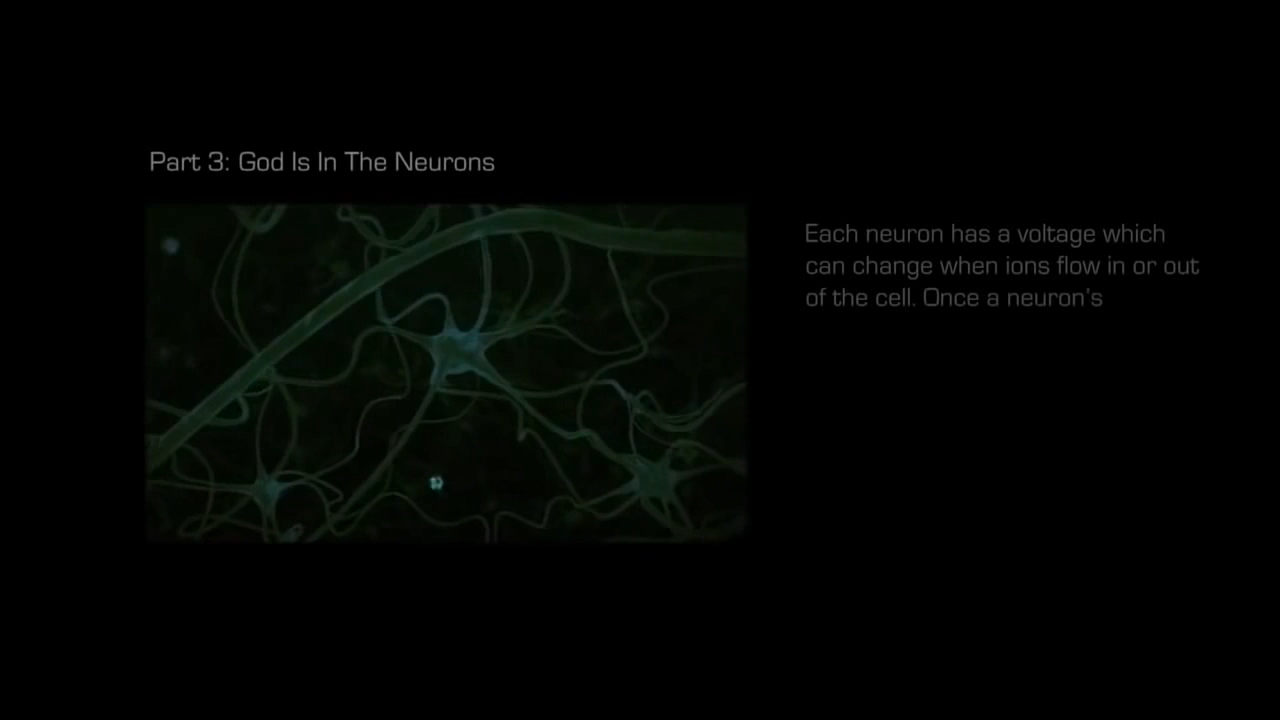 Part 3: God Is In The Neurons
Each neuron has a voltage which
can change when ions flow in or out
of the cell. Once a neuron's